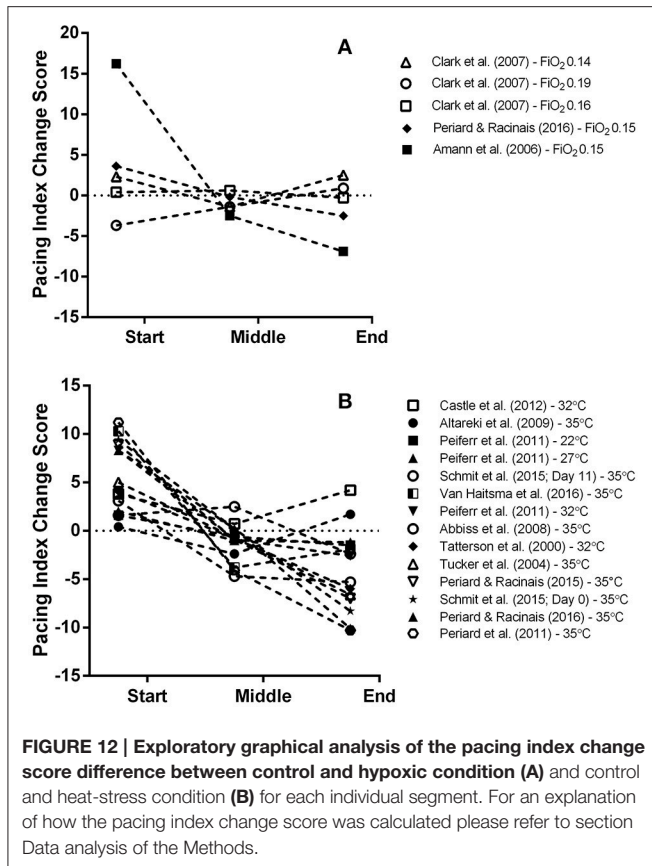 A
Pacing Index Change Score
20
15
10
5
0
-5
-10
-15
Start Middle End
Clark et al. (2007) - FiO₂ 0.14
Clark et al. (2007) - FiO₂ 0.19
Clark et al. (2007) - FiO₂ 0.16
Periard & Racinais (2016) - FiO₂ 0.15
Amann et al. (2006) - FiO₂ 0.15
B
Pacing Index Change Score
15
10
5
0
-5
-10
-15
Start Middle End
Castle et al. (2012) - 32°C
Altareki et al. (2009) - 35°C
Peiferr et al. (2011) - 22°C
Peiferr et al. (2011) - 27°C
Schmit et al. (2015; Day 11) - 35°C
Van Haitsma et al. (2016) - 35°C
Peiferr et al. (2011) - 32°C
Abbiss et al. (2008) - 35°C
Tatterson et al. (2000) - 32°C
Tucker et al. (2004) - 35°C
Periard & Racinais (2015) - 35°C
Schmit et al. (2015; Day 0) - 35°C
Periard & Racinais (2016) - 35°C
Periard et al. (2011) - 35°C
FIGURE 12 | Exploratory graphical analysis of the pacing index change
score difference between control and hypoxic condition (A) and control
and heat-stress condition (B) for each individual segment. For an explanation
of how the pacing index change score was calculated please refer to section
Data analysis of the Methods.